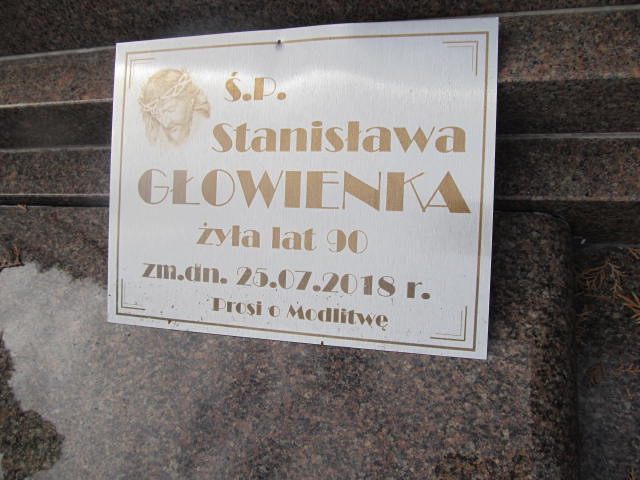 Ś.P.
Stanisława
GŁOWIENKA
żyła lat 90
zm.dn. 25.07.2018 r.
Prosi o Modlitwę